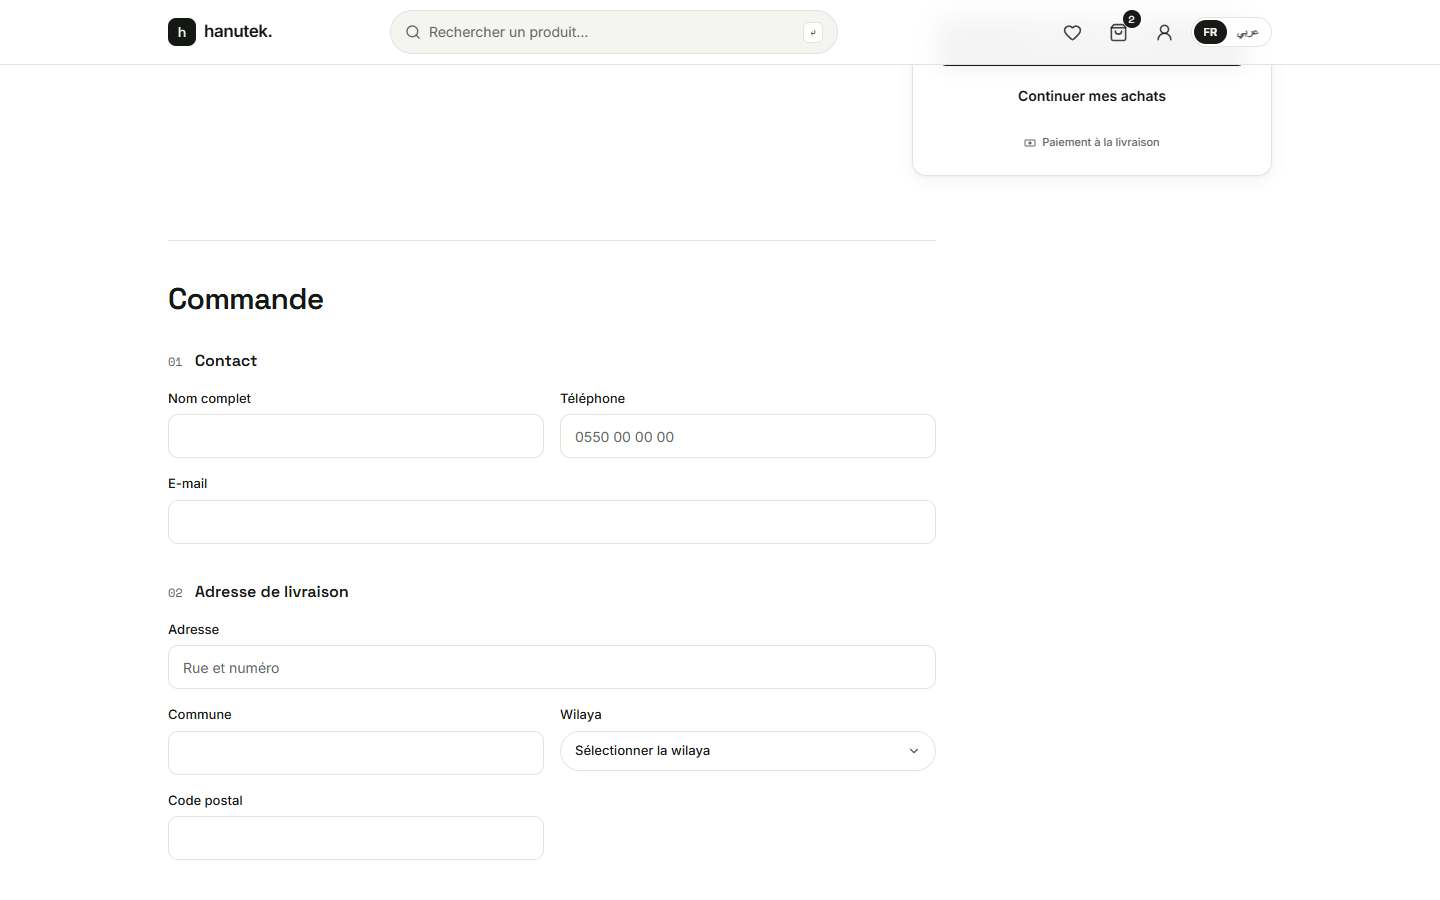 h hanutek.
Rechercher un produit...
2
FR عربي
Continuer mes achats
Paiement à la livraison
Commande
01 Contact
Nom complet
Téléphone
0550 00 00 00
E-mail
02 Adresse de livraison
Adresse
Rue et numéro
Commune
Wilaya
Sélectionner la wilaya
Code postal